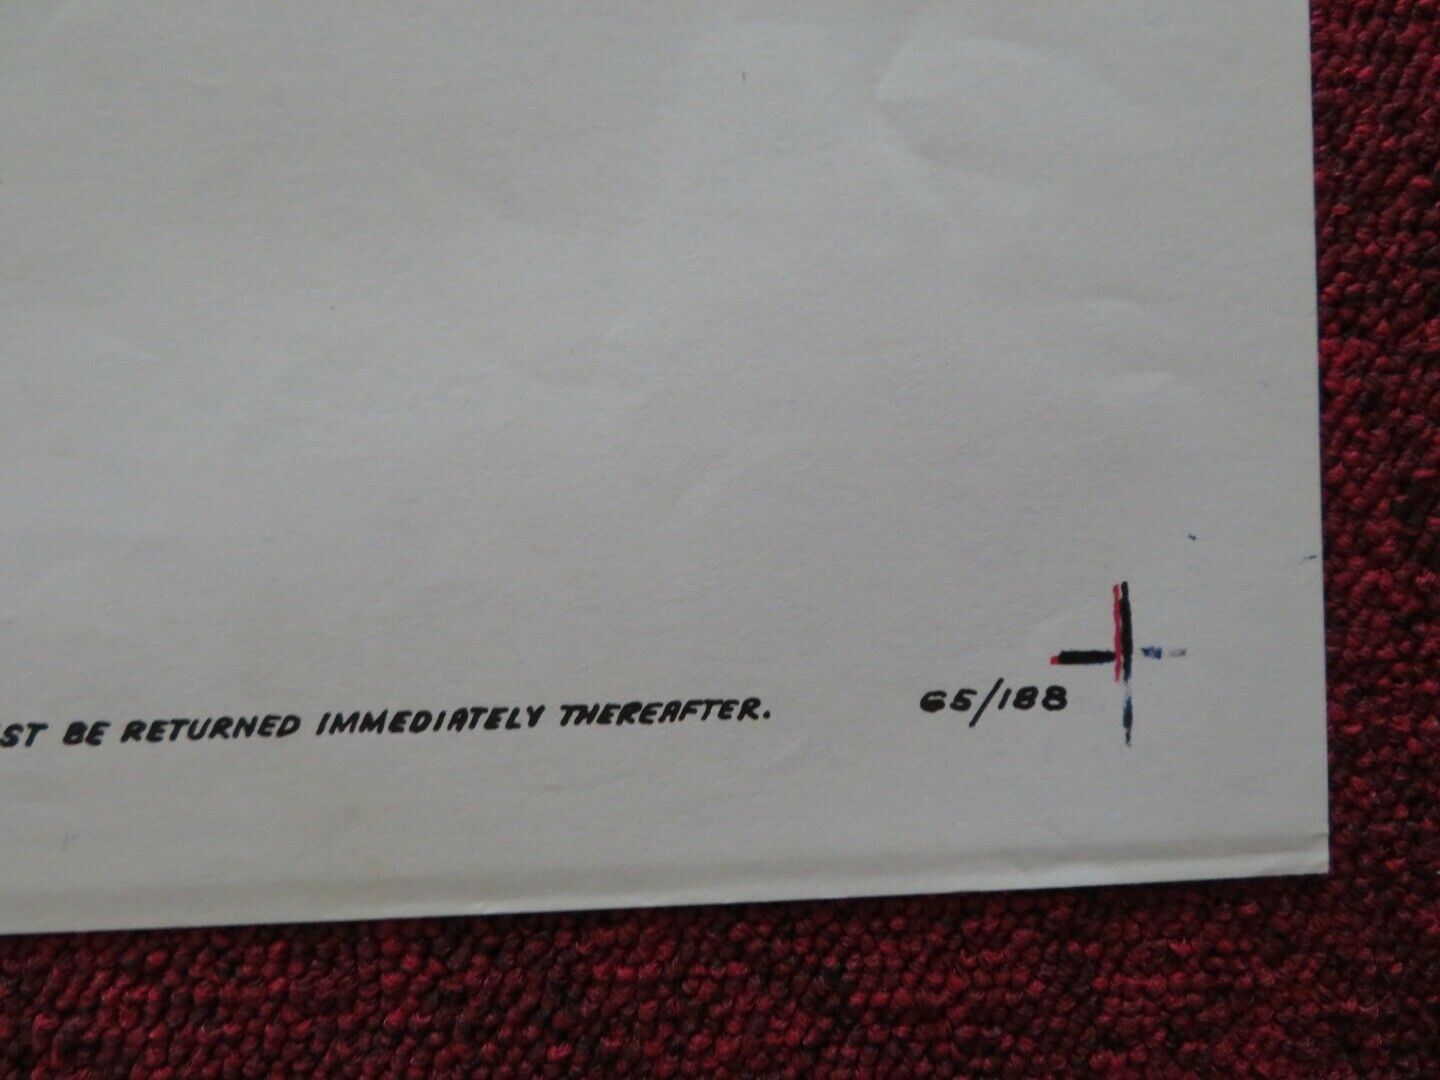 ST BE RETURNED IMMEDIATELY THEREAFTER. 65/188